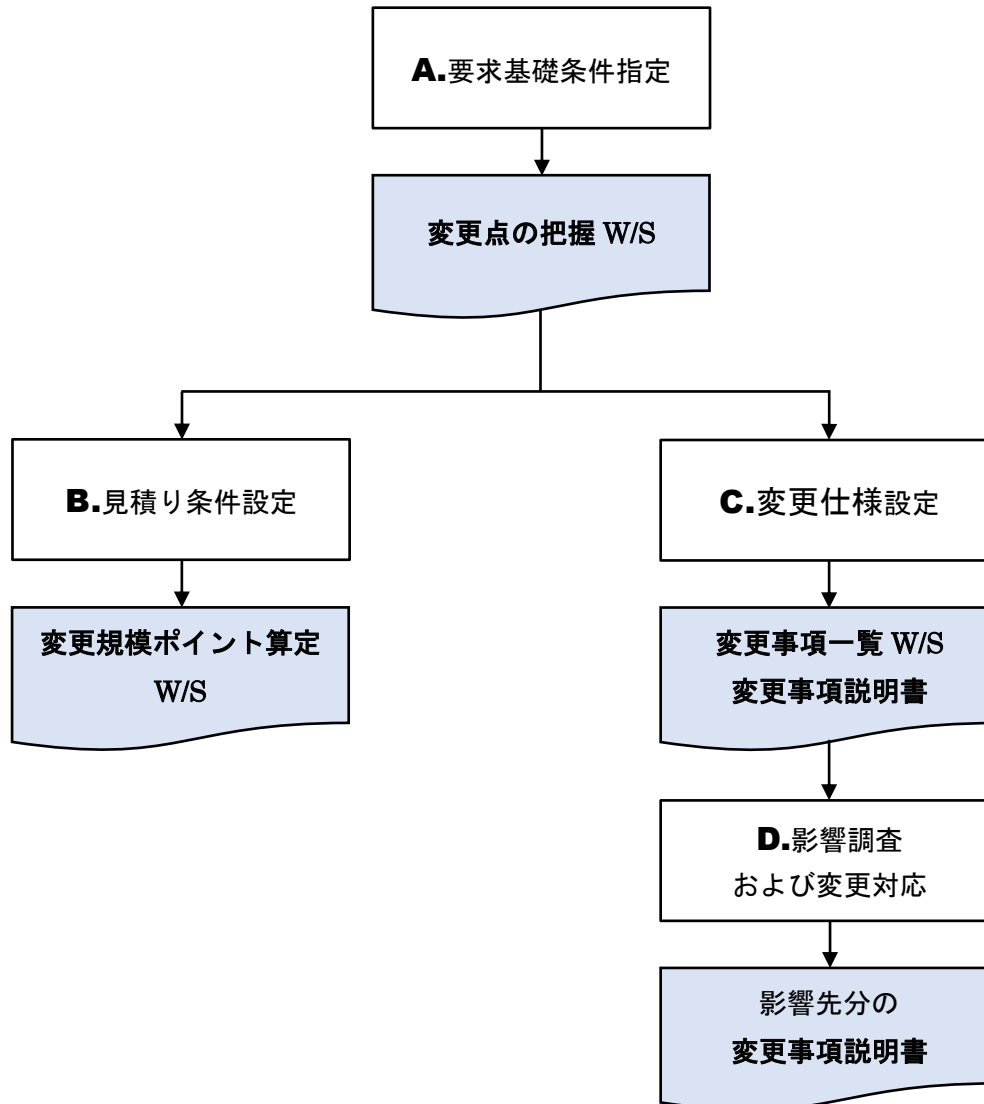 A.要求基礎条件指定
変更点の把握 W/S
B.見積り条件設定
C.変更仕様設定
変更規模ポイント算定
W/S
変更事項一覧 W/S
変更事項説明書
D.影響調査
および変更対応
影響先分の
変更事項説明書